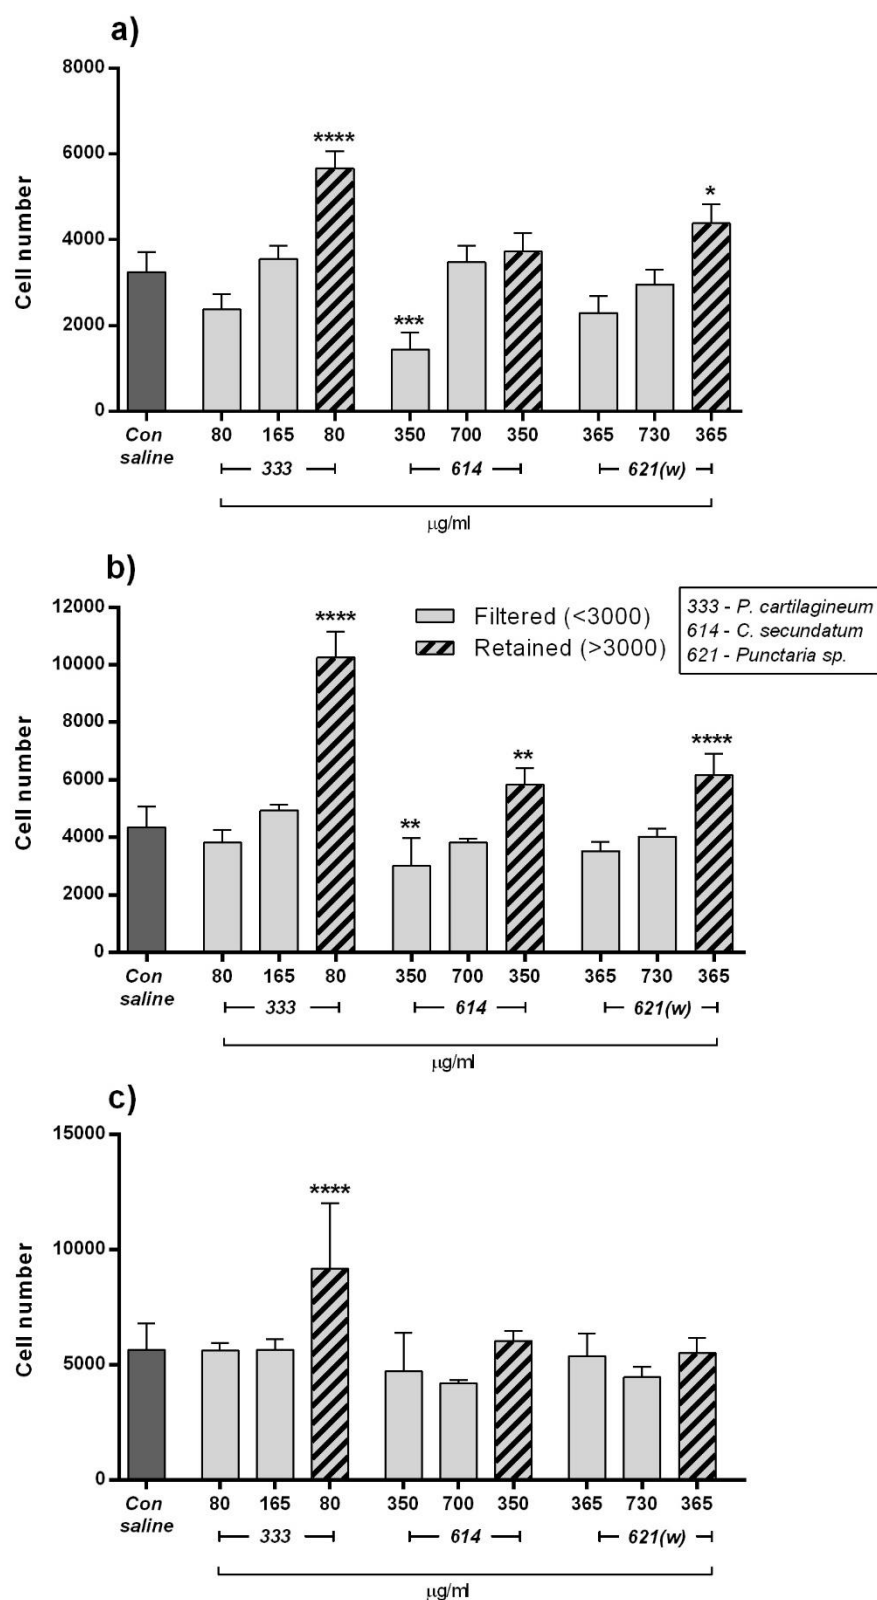 a)
8000
6000
4000
2000
0
Cell number
**** *** *
Con saline 80 165 80 350 700 350 365 730 365
333 614 621(w)
μg/ml
b)
12000
10000
8000
6000
4000
2000
0
Cell number
Filtered (<3000)
Retained (>3000)
333 - P. cartilagineum
614 - C. secundatum
621 - Punctaria sp.
**** ** ** ****
Con saline 80 165 80 350 700 350 365 730 365
333 614 621(w)
μg/ml
c)
15000
10000
5000
0
Cell number
****
Con saline 80 165 80 350 700 350 365 730 365
333 614 621(w)
μg/ml